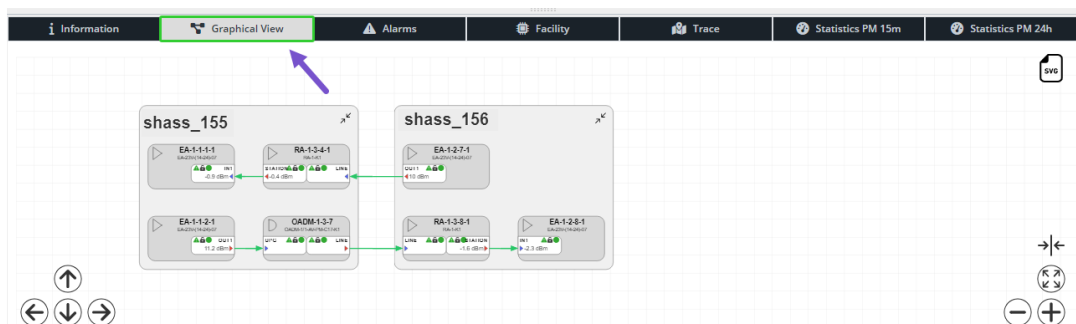 Information
Graphical View
Alarms
Facility
Trace
Statistics PM 15m
Statistics PM 24h
SVG
shass_155
shass_156
EA-1-1-1-1
RA-1-3-4-1
RA-1-K1
IN1
-0.9 dBm
STATION
LINE
-0.4 dBm
EA-1-2-7-1
OUT1
10 dBm
EA-1-1-2-1
OUT1
11.2 dBm
OADM-1-3-7
UPG
LINE
RA-1-3-8-1
RA-1-K1
LINE
STATION
-1.6 dBm
EA-1-2-8-1
IN1
-2.3 dBm